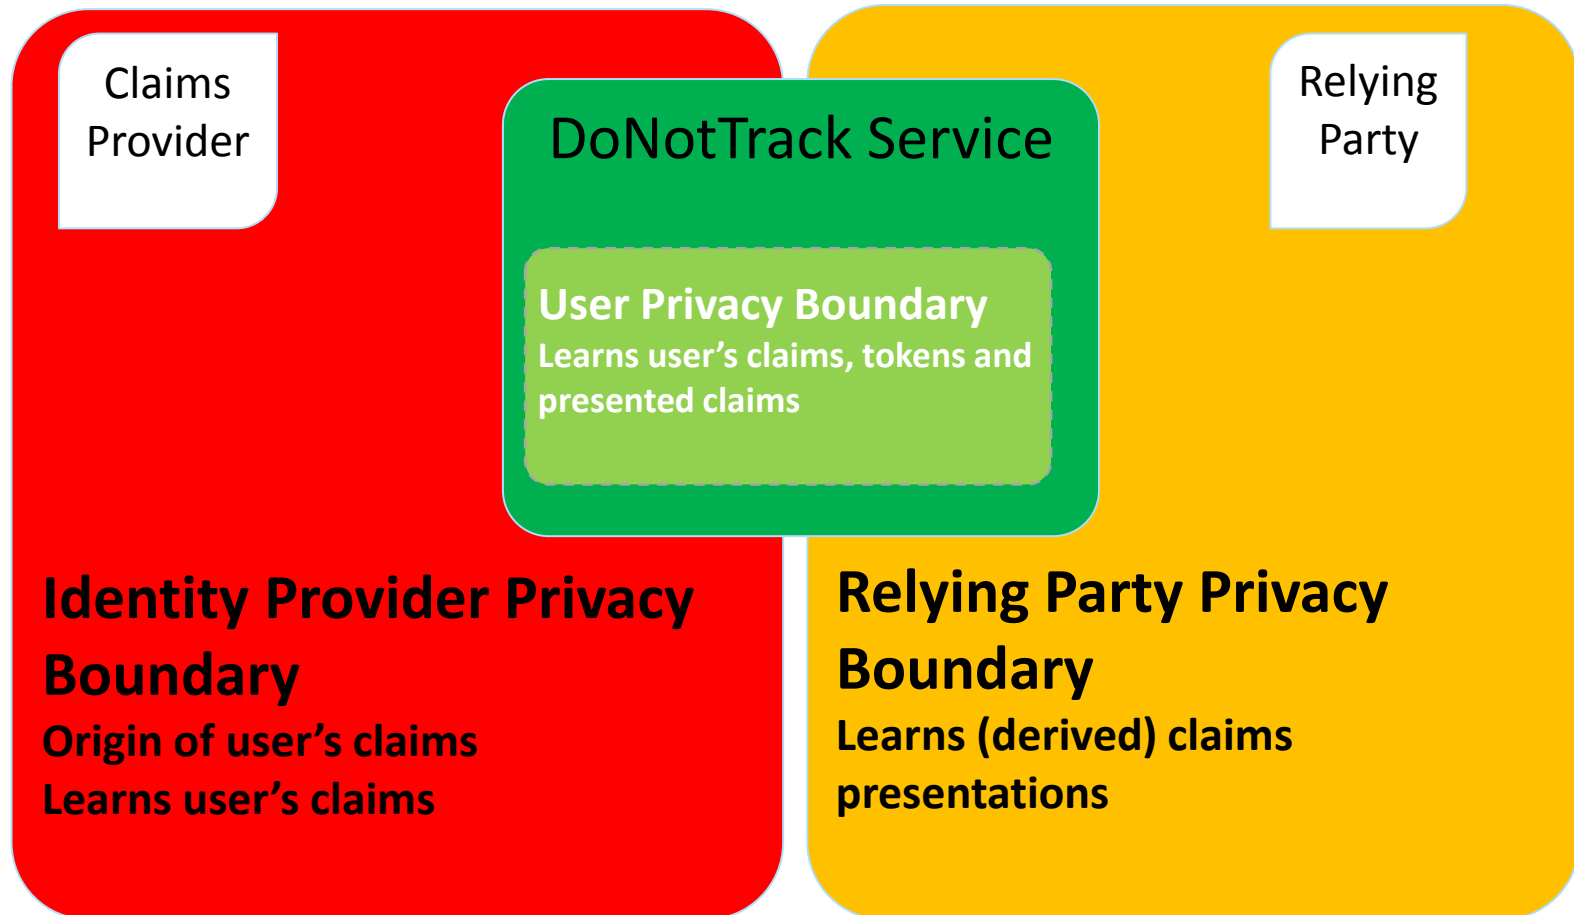 Claims
Provider
DoNotTrack Service
Relying
Party
User Privacy Boundary
Learns user’s claims, tokens and
presented claims
Identity Provider Privacy
Boundary
Origin of user’s claims
Learns user’s claims
Relying Party Privacy
Boundary
Learns (derived) claims
presentations